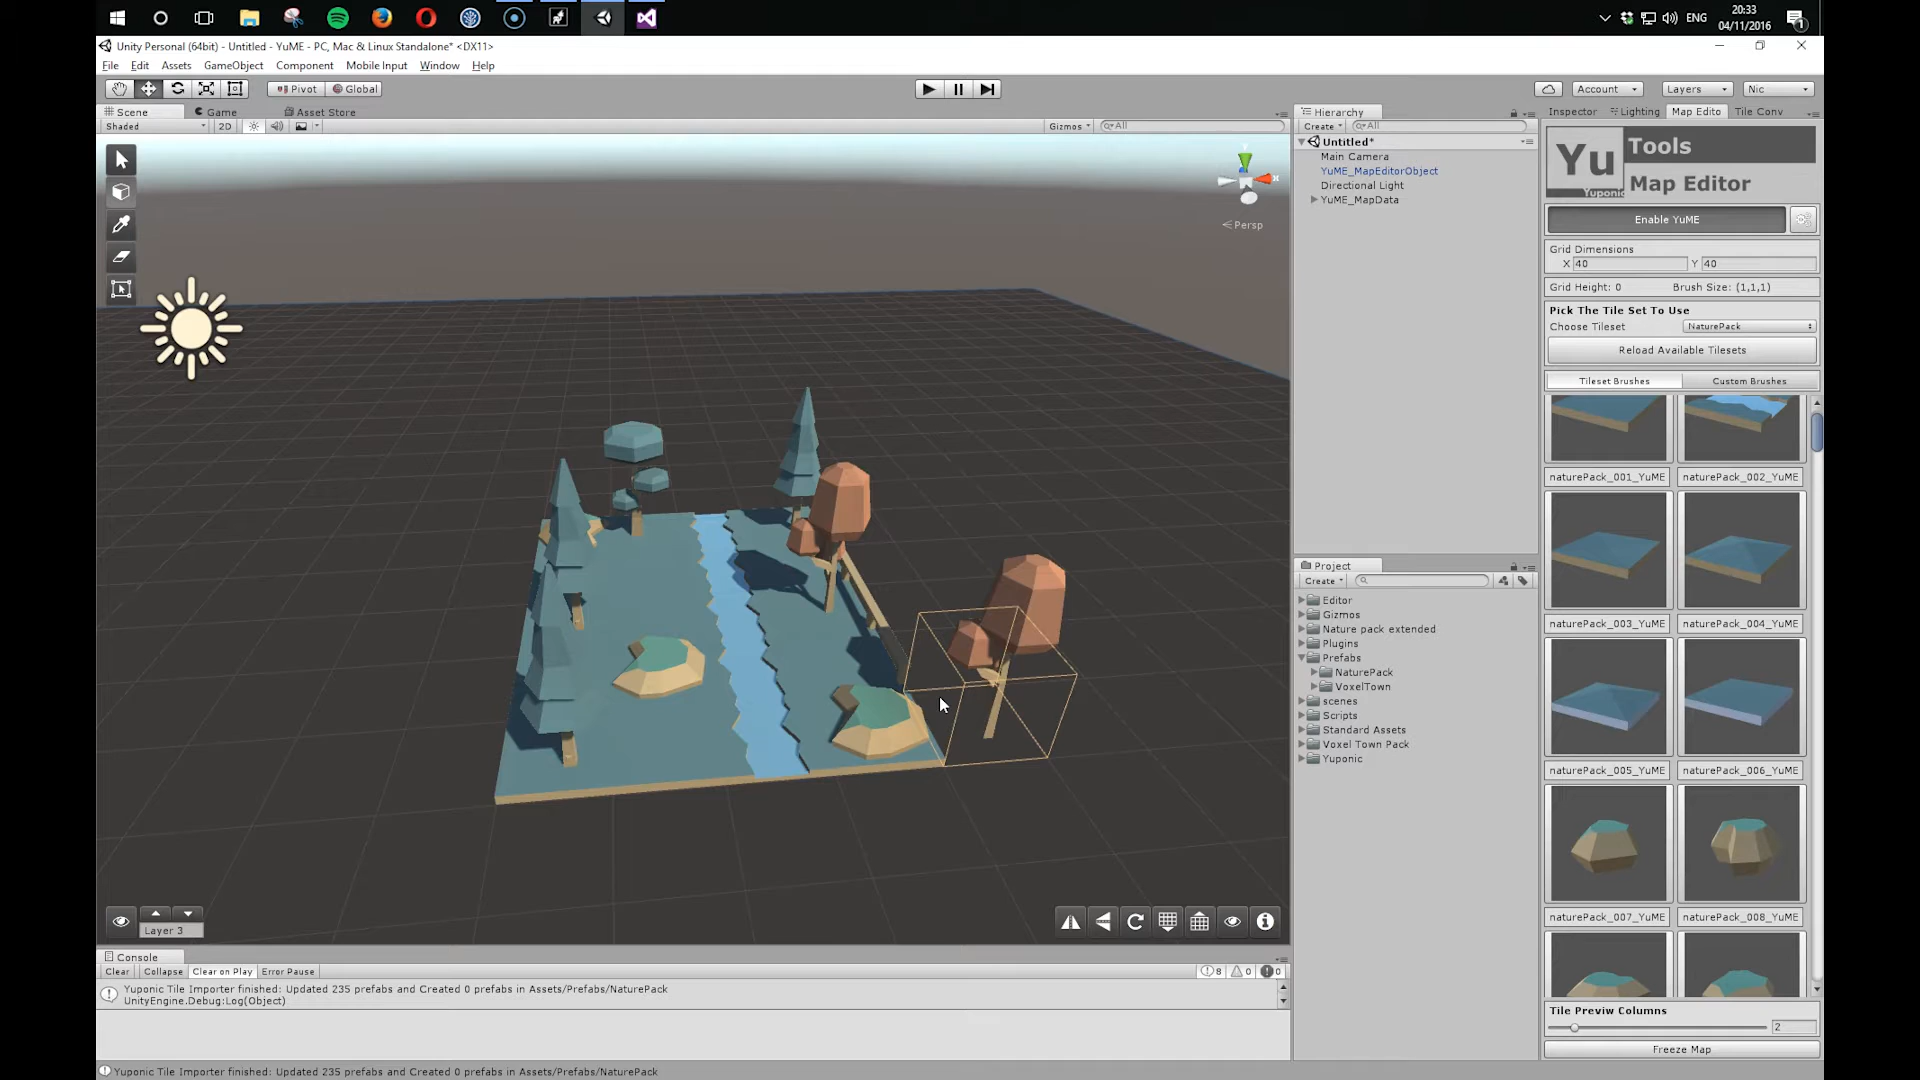 ENG
20:33
04/11/2016
1
Unity Personal (64bit) - Untitled - YuME - PC, Mac & Linux Standalone* <DX11>
File Edit Assets GameObject Component Mobile Input Window Help
Pivot Global
Account Layers Nic
Scene Game Asset Store
Shaded 2D Gizmos All
Persp
Layer 3
Hierarchy
Create All
Untitled*
Main Camera
YuME_MapEditorObject
Directional Light
YuME_MapData
Project
Create
Editor
Gizmos
Nature pack extended
Plugins
Prefabs
NaturePack
VoxelTown
scenes
Scripts
Standard Assets
Voxel Town Pack
Yuponic
Inspector Lighting Map Edito Tile Conv
Yu
Yuponic
Tools
Map Editor
Enable YuME
Grid Dimensions
X 40 Y 40
Grid Height: 0 Brush Size: (1,1,1)
Pick The Tile Set To Use
Choose Tileset NaturePack
Reload Available Tilesets
Tileset Brushes Custom Brushes
naturePack_001_YuME naturePack_002_YuME
naturePack_003_YuME naturePack_004_YuME
naturePack_005_YuME naturePack_006_YuME
naturePack_007_YuME naturePack_008_YuME
Tile Previw Columns
2
Freeze Map
Console
Clear Collapse Clear on Play Error Pause 8 0 0
Yuponic Tile Importer finished: Updated 235 prefabs and Created 0 prefabs in Assets/Prefabs/NaturePack
UnityEngine.Debug:Log(Object)
Yuponic Tile Importer finished: Updated 235 prefabs and Created 0 prefabs in Assets/Prefabs/NaturePack